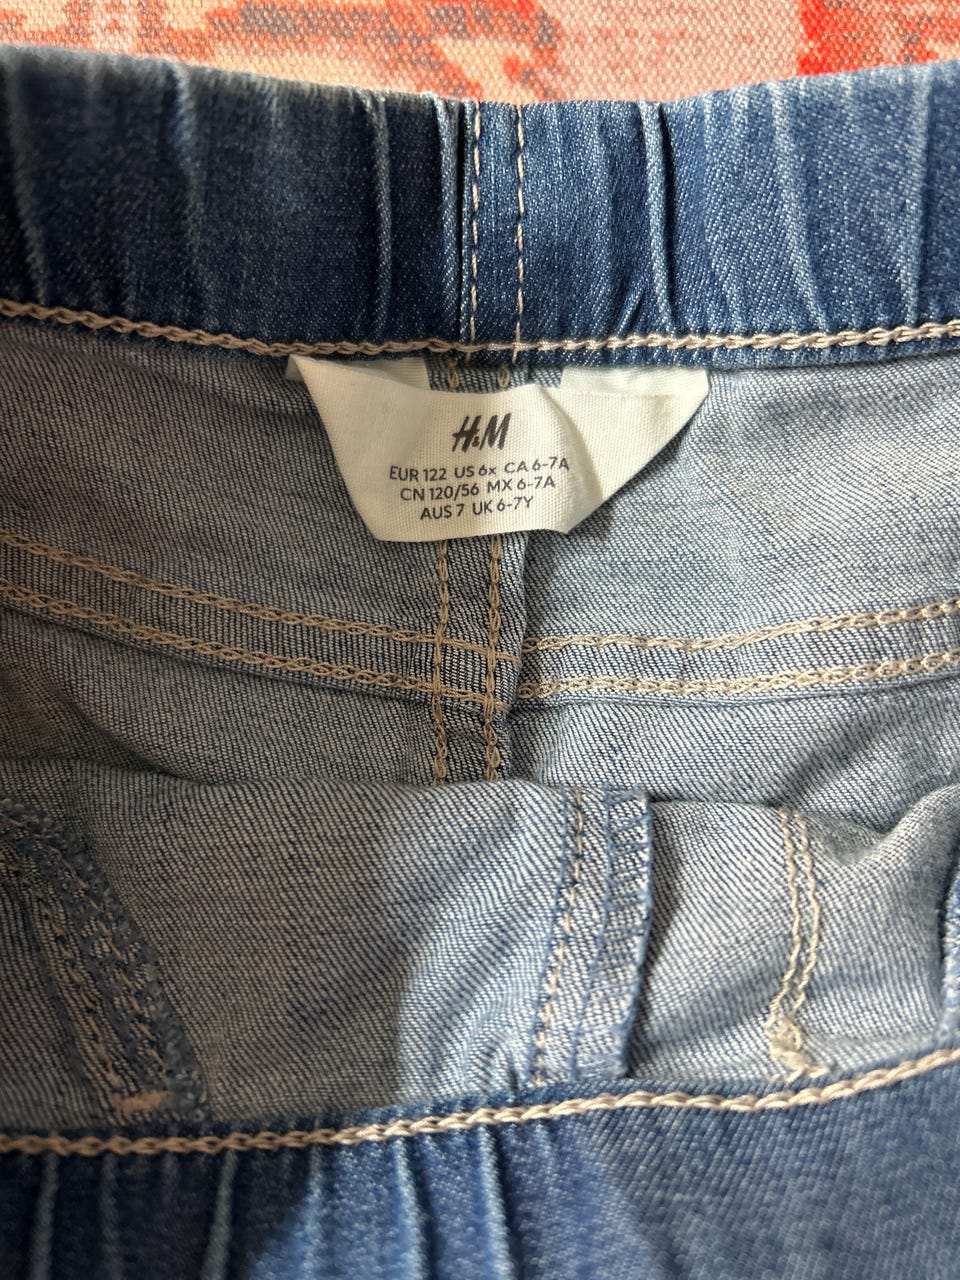 H&M
EUR 122 US 6x CA 6-7A
CN 120/56 MX 6-7A
AUS 7 UK 6-7Y